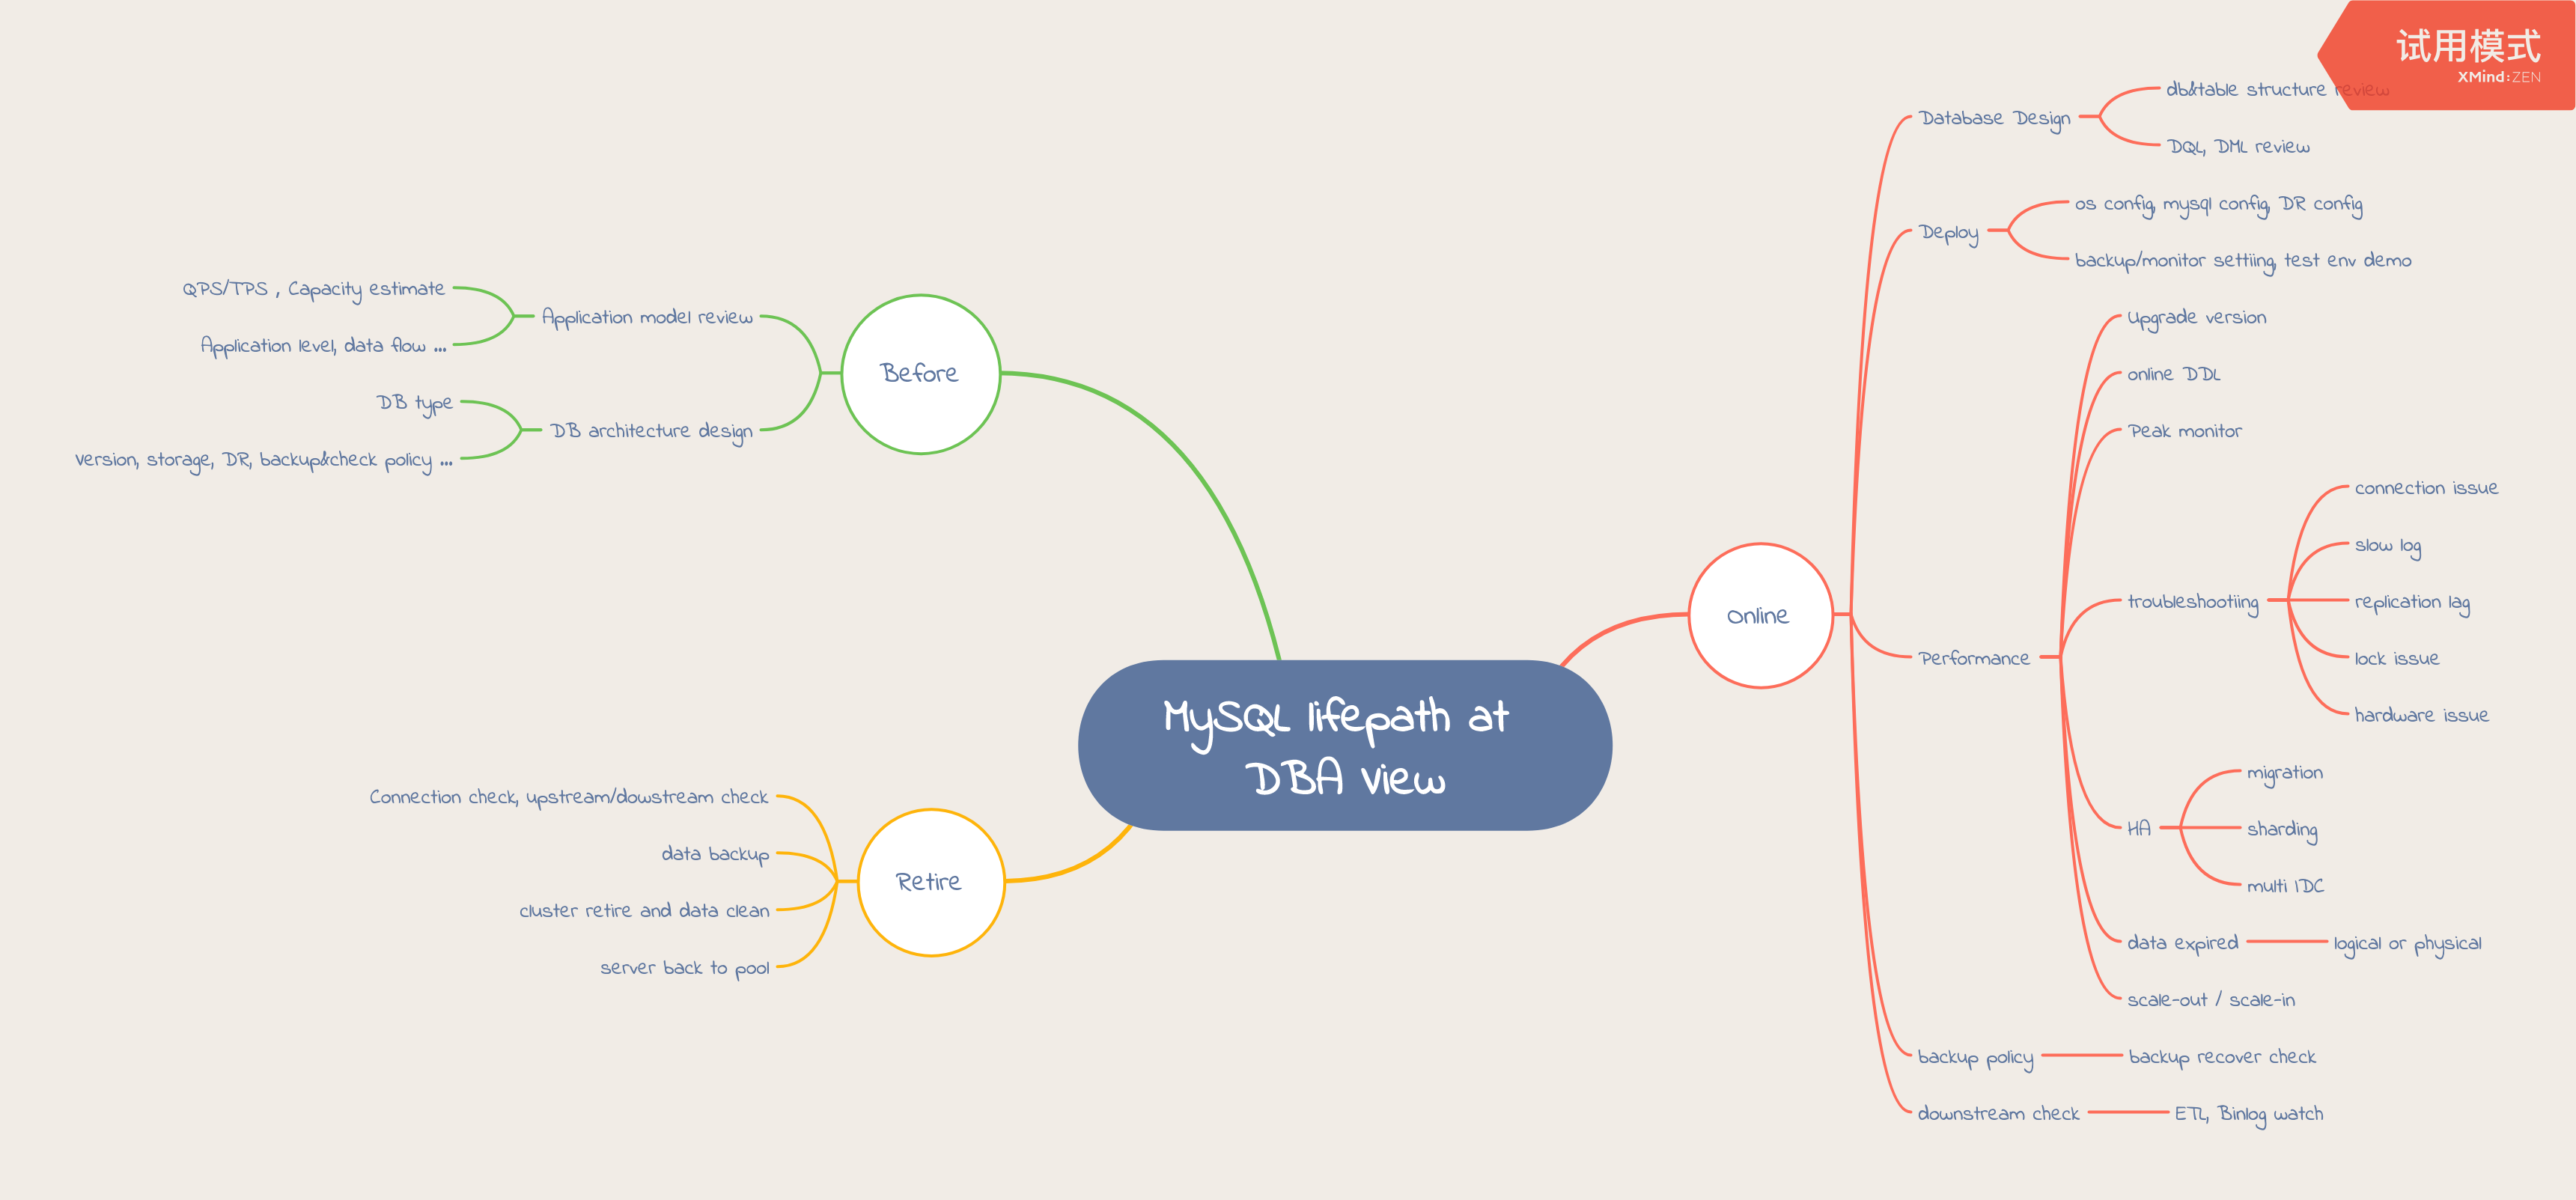 试用模式
XMind:ZEN
MySQL lifepath at
DBA view
Before
Application model review
QPS/TPS , Capacity estimate
Application level, data flow ...
DB architecture design
DB type
version, storage, DR, backup&check policy ...
Online
Database Design
db&table structure review
DQL, DML review
Deploy
os config, mysql config, DR config
backup/monitor settiing, test env demo
Performance
Upgrade version
online DDL
Peak monitor
troubleshootiing
connection issue
slow log
replication lag
lock issue
hardware issue
HA
migration
sharding
multi IDC
data expired
logical or physical
scale-out / scale-in
backup policy
backup recover check
downstream check
ETL, Binlog watch
Retire
Connection check, upstream/dowstream check
data backup
cluster retire and data clean
server back to pool